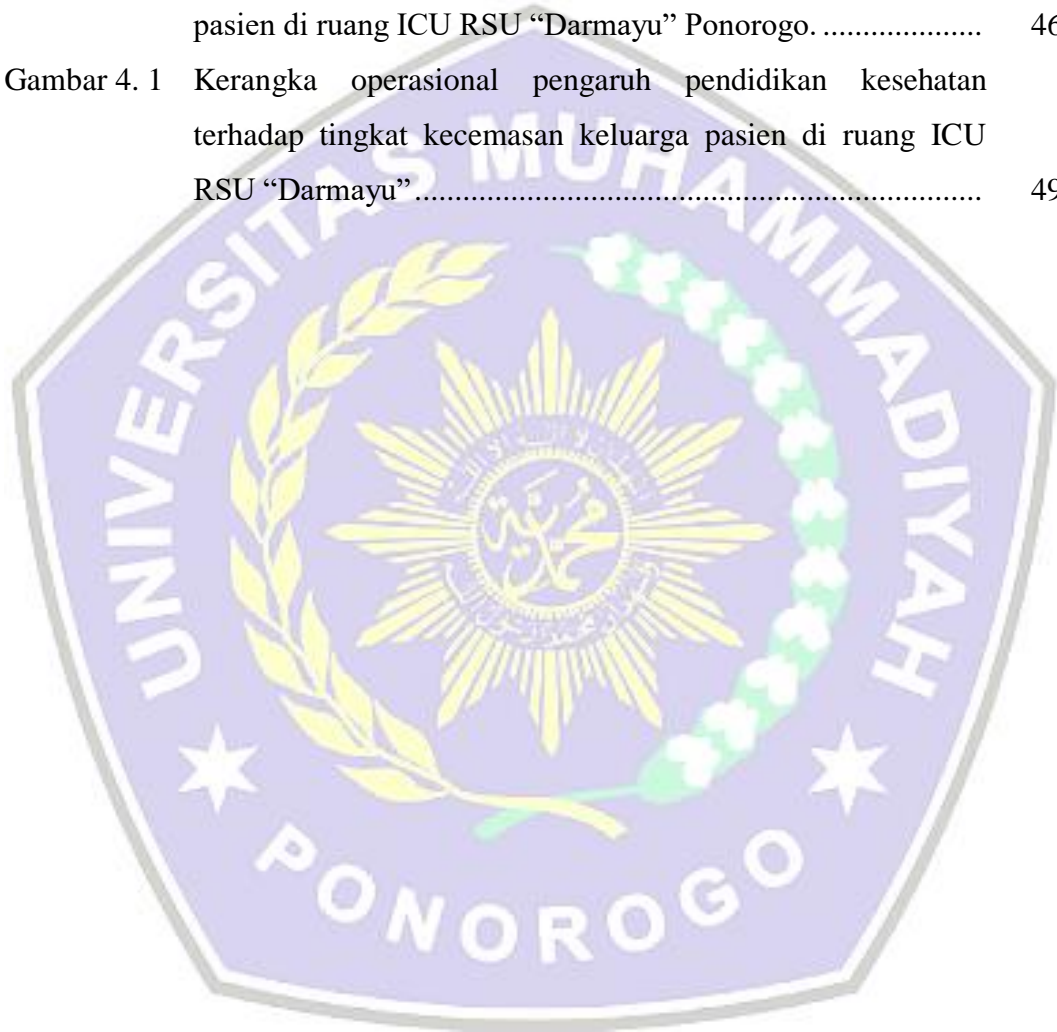 pasien di ruang ICU RSU “Darmayu” Ponorogo. .................... 46
Gambar 4. 1 Kerangka operasional pengaruh pendidikan kesehatan
terhadap tingkat kecemasan keluarga pasien di ruang ICU
RSU “Darmayu” ...................................................................... 49
UNIVERSITAS MUHAMMADIYAH
PONOROGO